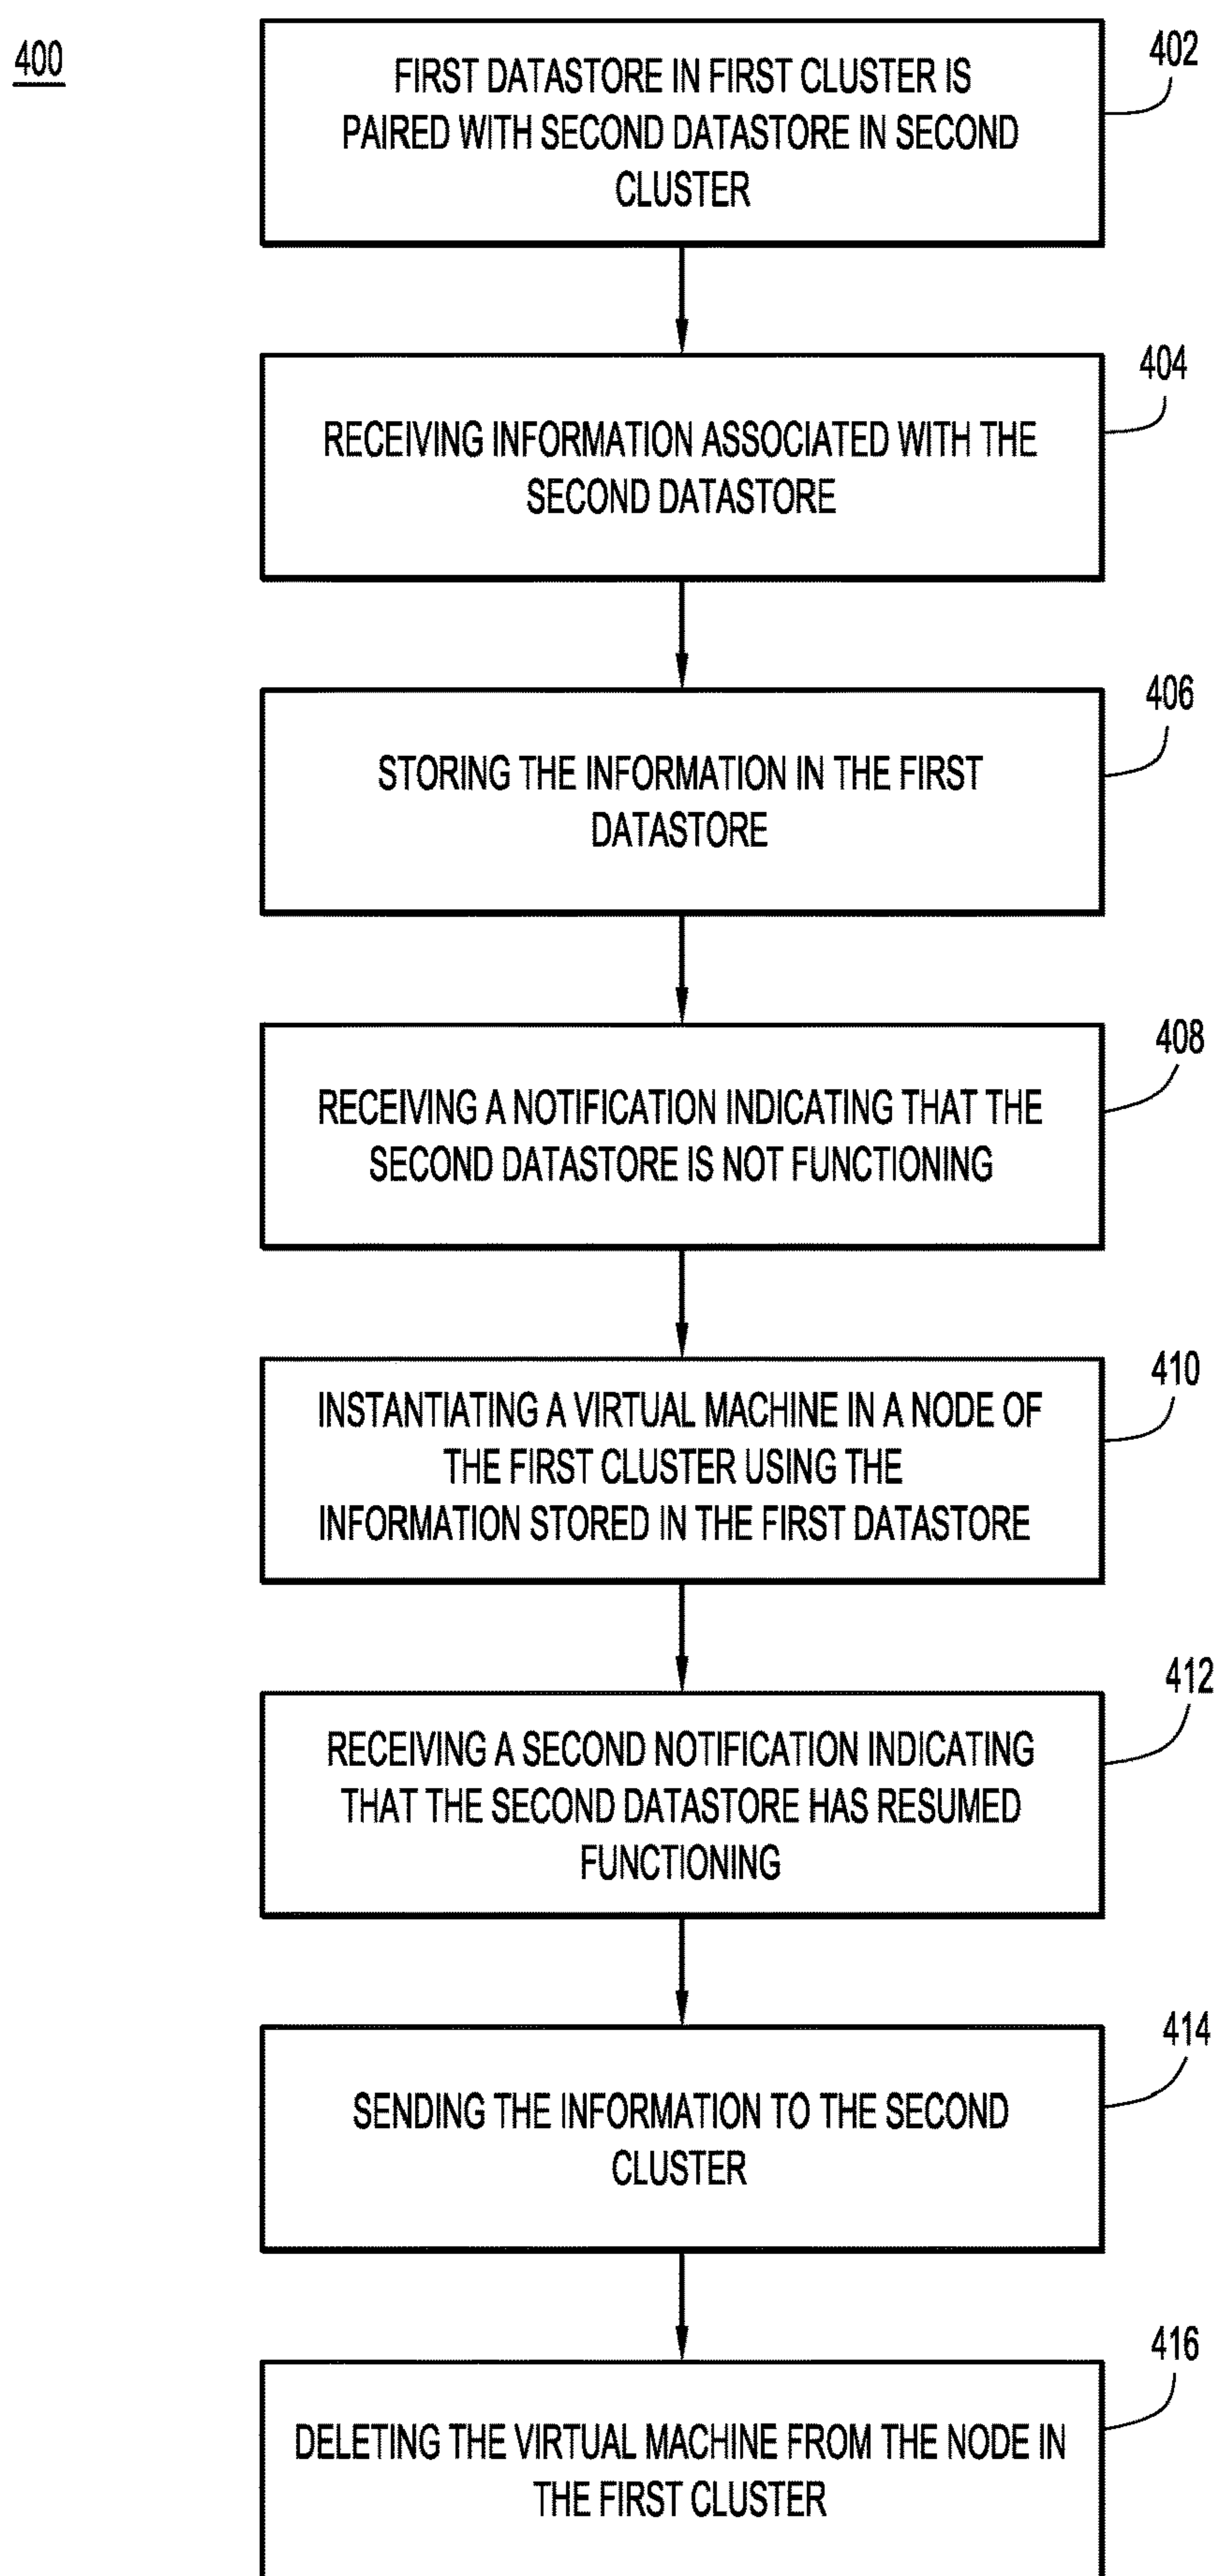 400
402
FIRST DATASTORE IN FIRST CLUSTER IS
PAIRED WITH SECOND DATASTORE IN SECOND
CLUSTER
404
RECEIVING INFORMATION ASSOCIATED WITH THE
SECOND DATASTORE
406
STORING THE INFORMATION IN THE FIRST
DATASTORE
408
RECEIVING A NOTIFICATION INDICATING THAT THE
SECOND DATASTORE IS NOT FUNCTIONING
410
INSTANTIATING A VIRTUAL MACHINE IN A NODE OF
THE FIRST CLUSTER USING THE
INFORMATION STORED IN THE FIRST DATASTORE
412
RECEIVING A SECOND NOTIFICATION INDICATING
THAT THE SECOND DATASTORE HAS RESUMED
FUNCTIONING
414
SENDING THE INFORMATION TO THE SECOND
CLUSTER
416
DELETING THE VIRTUAL MACHINE FROM THE NODE IN
THE FIRST CLUSTER